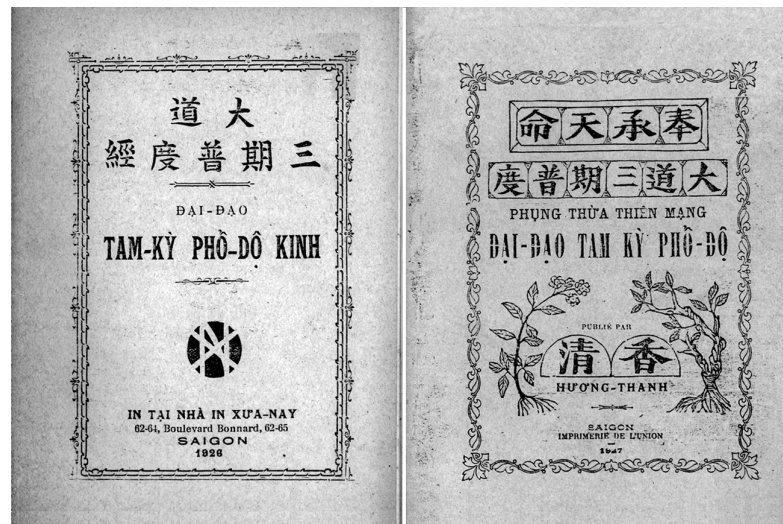 大道
三期普度經
ĐẠI-ĐẠO
TAM-KỲ PHỔ-ĐỘ KINH
IN TẠI NHÀ IN XƯA-NAY
62-64, Boulevard Bonnard, 62-65
SAIGON
1926
奉承天命
大道三期普度
PHỤNG THỪA THIÊN MẠNG
ĐẠI-ĐẠO TAM KỲ PHỔ-ĐỘ
PUBLIÉ PAR
香清
HƯƠNG-THANH
SAIGON
IMPRIMERIE DE L'UNION
1927